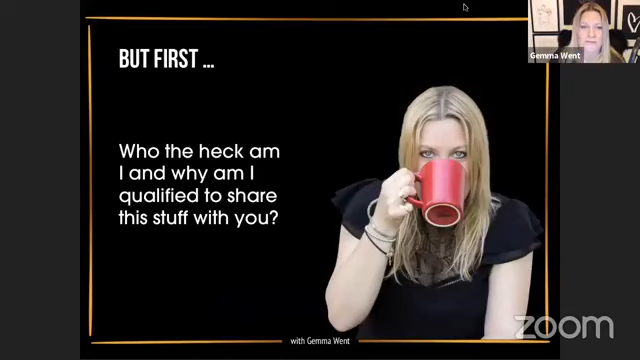 BUT FIRST ...
Gemma Went
Who the heck am
I and why am I
qualified to share
this stuff with you?
with Gemma Went
zoom